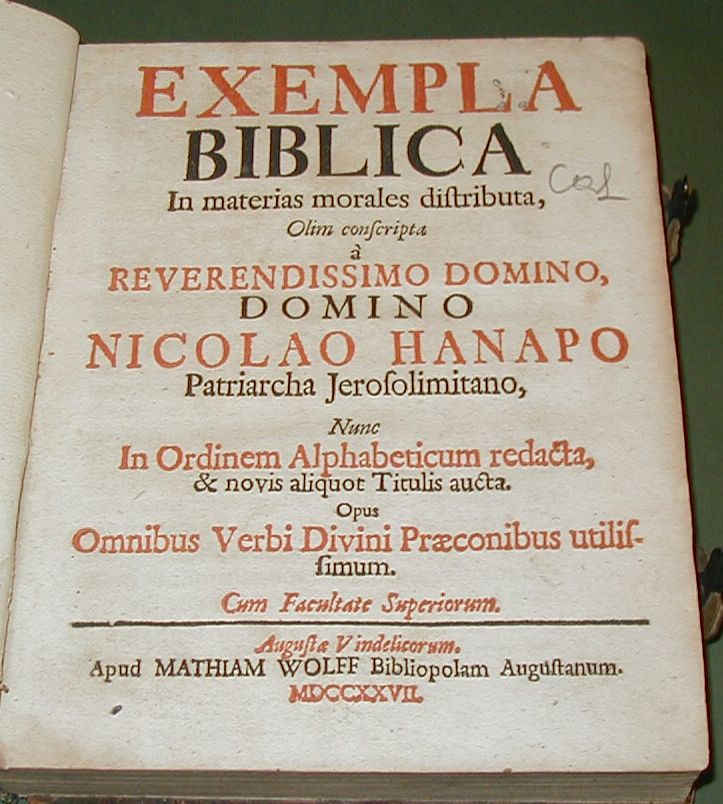 EXEMPLA
BIBLICA
In materias morales diſtributa,
Olim conſcripta
à
REVERENDISSIMO DOMINO,
DOMINO
NICOLAO HANAPO
Patriarcha Jeroſolimitano,
Nunc
In Ordinem Alphabeticum redacta,
& novis aliquot Titulis aucta.
Opus
Omnibus Verbi Divini Præconibus utiliſ-
ſimum.
Cum Facultate Superiorum.
Auguſtæ Vindelicorum.
Apud MATHIAM WOLFF Bibliopolam Auguſtanum.
MDCCXXVII.